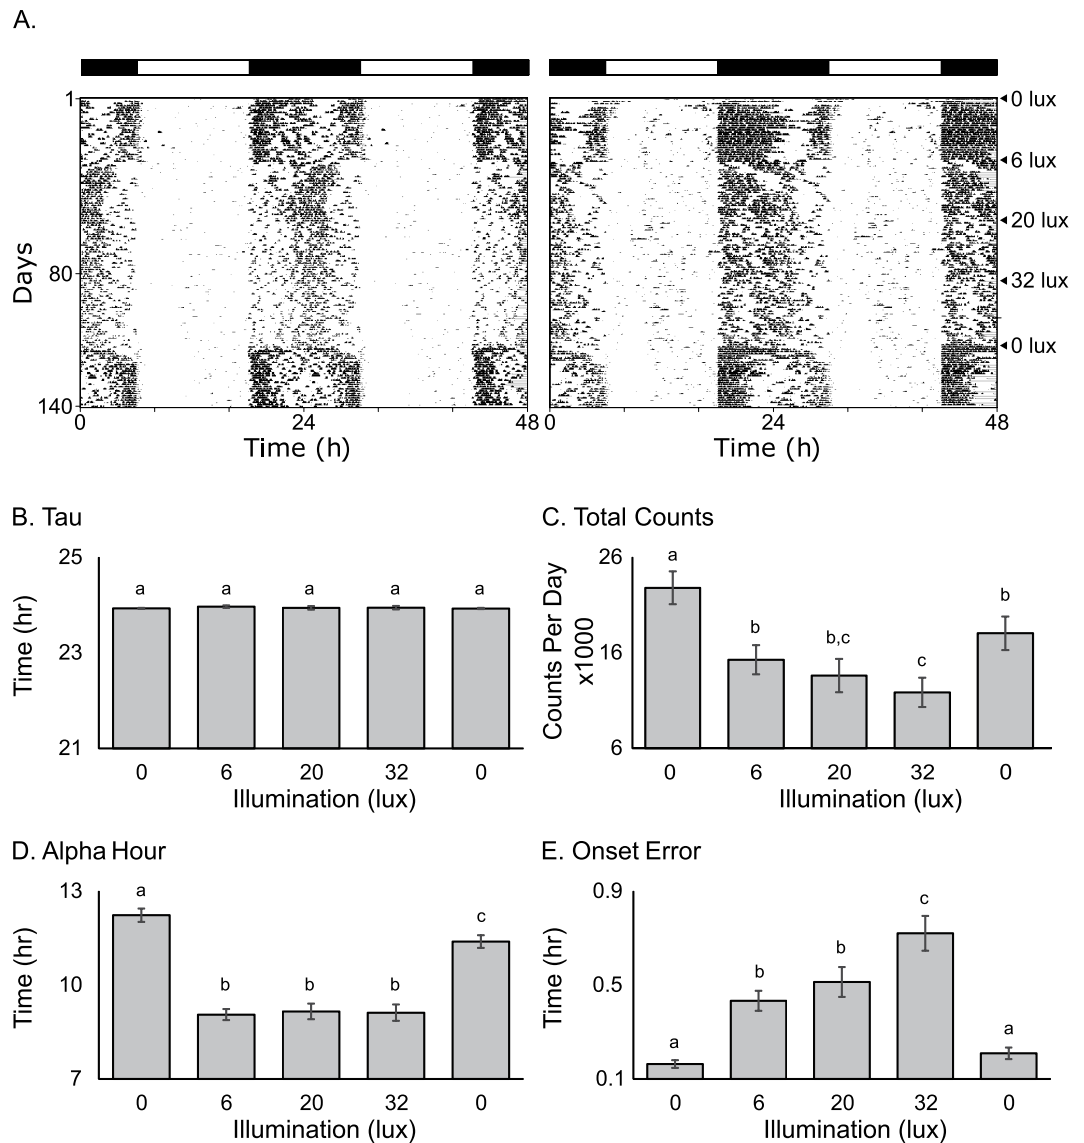 A.
1
0 lux
6 lux
20 lux
Days
80
32 lux
0 lux
140
0
24
48
0
24
48
Time (h)
Time (h)
B. Tau
25
a
a
a
a
a
Time (hr)
23
21
0
6
20
32
0
Illumination (lux)
C. Total Counts
26
a
b
b,c
c
b
Counts Per Day
x1000
16
6
0
6
20
32
0
Illumination (lux)
D. Alpha Hour
13
a
b
b
b
c
Time (hr)
10
7
0
6
20
32
0
Illumination (lux)
E. Onset Error
0.9
a
b
b
c
a
Time (hr)
0.5
0.1
0
6
20
32
0
Illumination (lux)